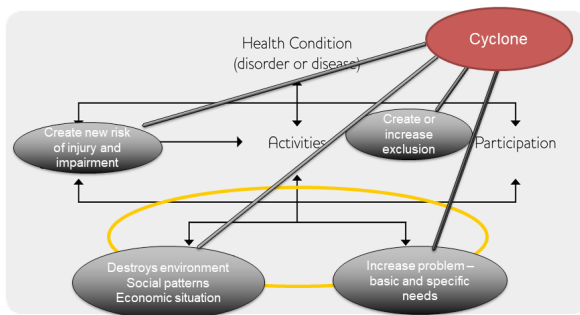 Cyclone
Health Condition
(disorder or disease)
Create new risk
of injury and
impairment
Activities
Create or
increase
exclusion
Participation
Destroys environment
Social patterns
Economic situation
Increase problem –
basic and specific
needs